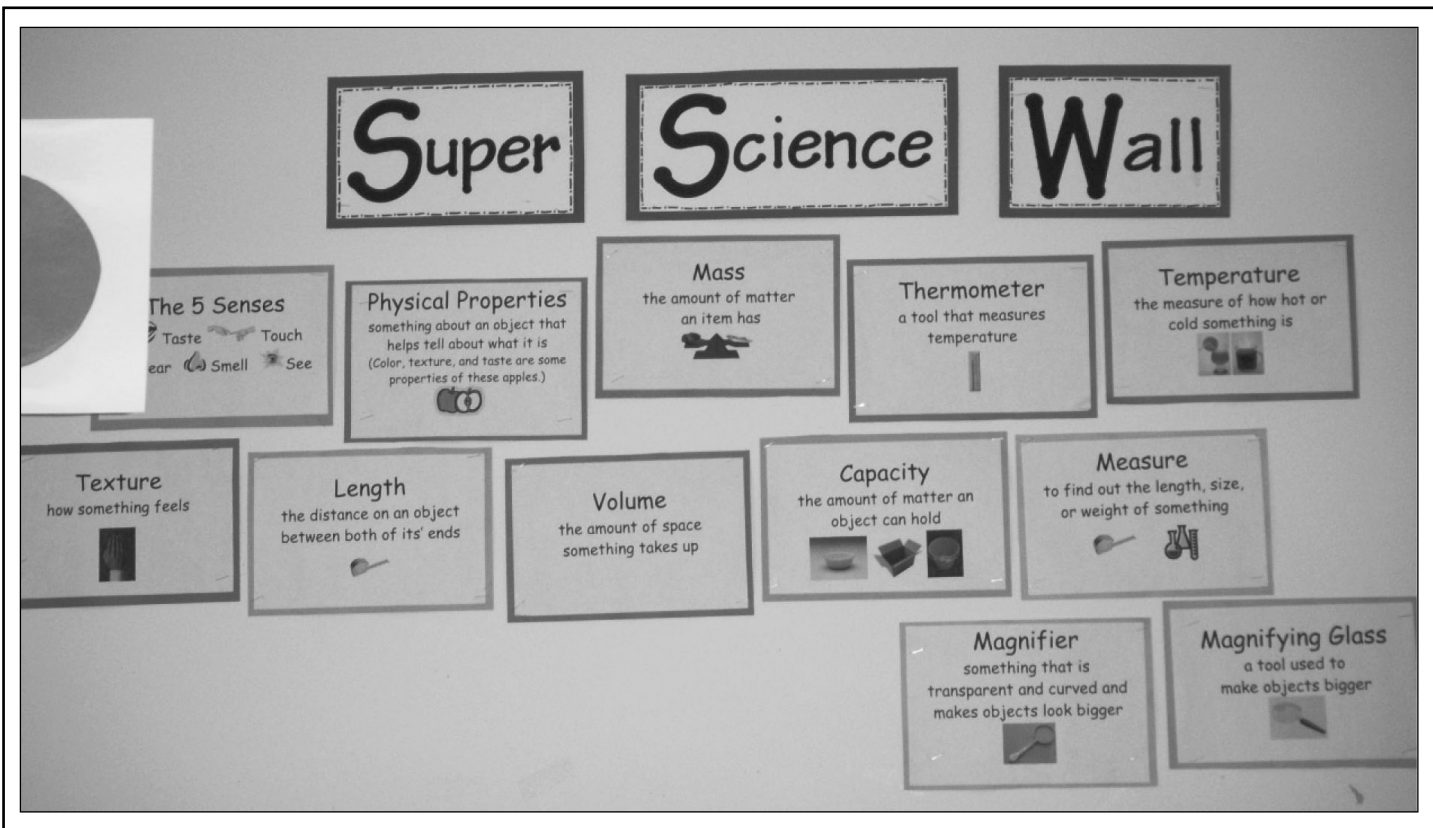 Super Science Wall
The 5 Senses
Taste Touch
ear Smell See
Physical Properties
something about an object that
helps tell about what it is
(Color, texture, and taste are some
properties of these apples.)
Mass
the amount of matter
an item has
Thermometer
a tool that measures
temperature
Temperature
the measure of how hot or
cold something is
Texture
how something feels
Length
the distance on an object
between both of its' ends
Volume
the amount of space
something takes up
Capacity
the amount of matter an
object can hold
Measure
to find out the length, size,
or weight of something
Magnifier
something that is
transparent and curved and
makes objects look bigger
Magnifying Glass
a tool used to
make objects bigger